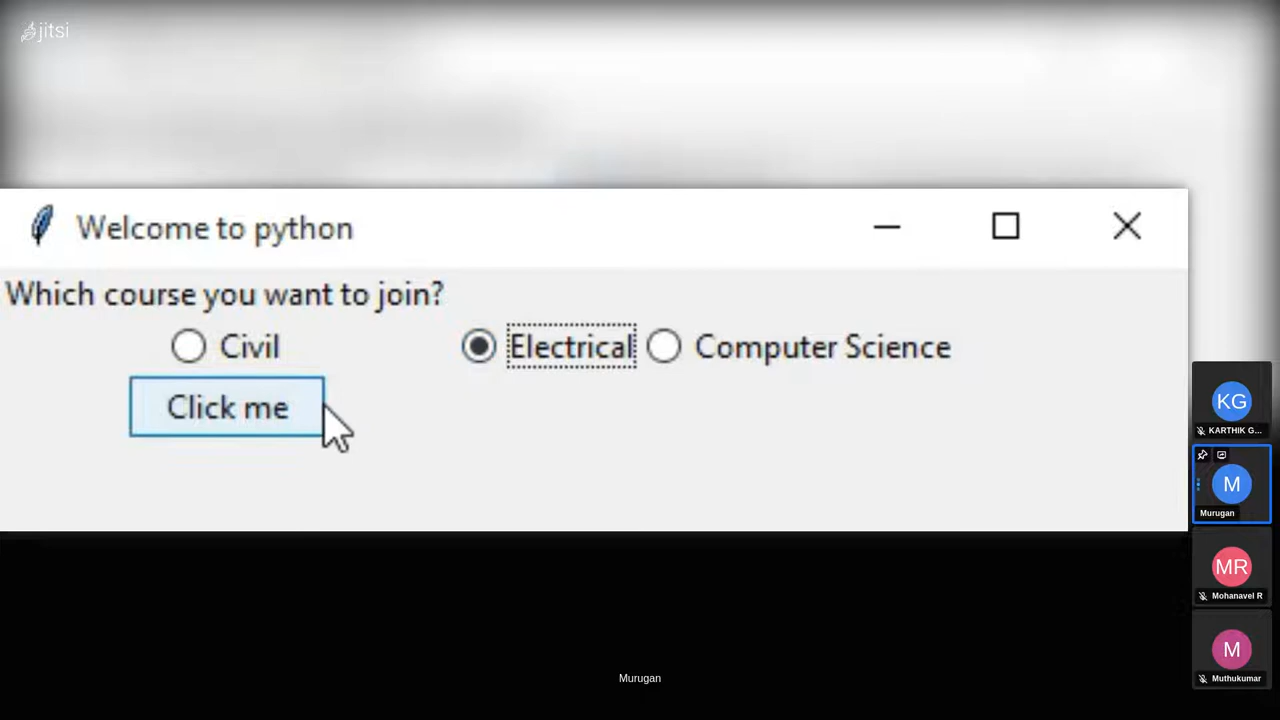 jitsi
Welcome to python
Which course you want to join?
Civil Electrical Computer Science
Click me
KG
KARTHIK G...
M
Murugan
MR
Mohanavel R
M
Muthukumar
Murugan